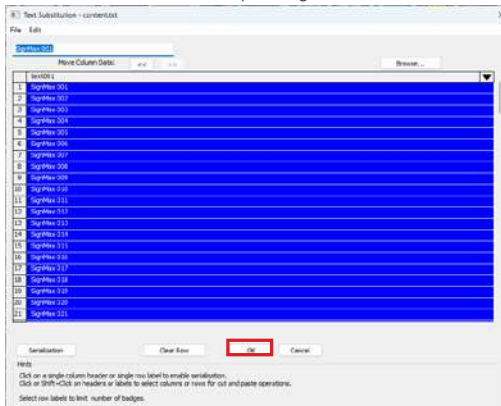 Text Substitution - content.txt
File Edit
SignMax 001
Move Column Data: << >> Browse...
text001
1 SignMax 001
2 SignMax 002
3 SignMax 003
4 SignMax 004
5 SignMax 005
6 SignMax 006
7 SignMax 007
8 SignMax 008
9 SignMax 009
10 SignMax 010
11 SignMax 011
12 SignMax 012
13 SignMax 013
14 SignMax 014
15 SignMax 015
16 SignMax 016
17 SignMax 017
18 SignMax 018
19 SignMax 019
20 SignMax 020
21 SignMax 021
Serialization Clear Row OK Cancel
Hints
Click on a single column header or single row label to enable serialization.
Click or Shift+Click on headers or labels to select columns or rows for cut and paste operations.
Select row labels to limit number of badges.